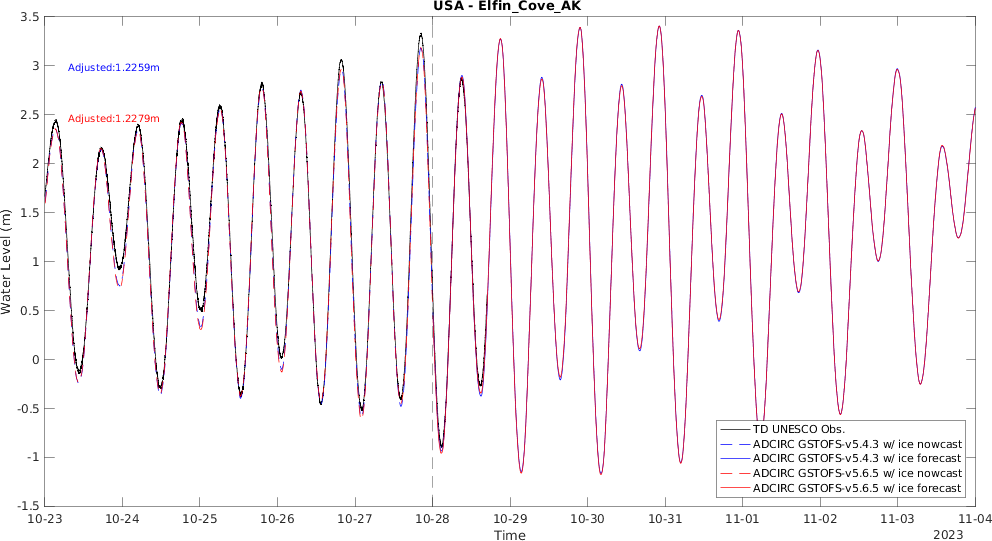 USA - Elfin_Cove_AK
3.5
3
2.5
2
1.5
1
0.5
0
-0.5
-1
-1.5
Water Level (m)
Adjusted:1.2259m
Adjusted:1.2279m
TD UNESCO Obs.
ADCIRC GSTOFS-v5.4.3 w/ ice nowcast
ADCIRC GSTOFS-v5.4.3 w/ ice forecast
ADCIRC GSTOFS-v5.6.5 w/ ice nowcast
ADCIRC GSTOFS-v5.6.5 w/ ice forecast
10-23 10-24 10-25 10-26 10-27 10-28 10-29 10-30 10-31 11-01 11-02 11-03 11-04
Time
2023